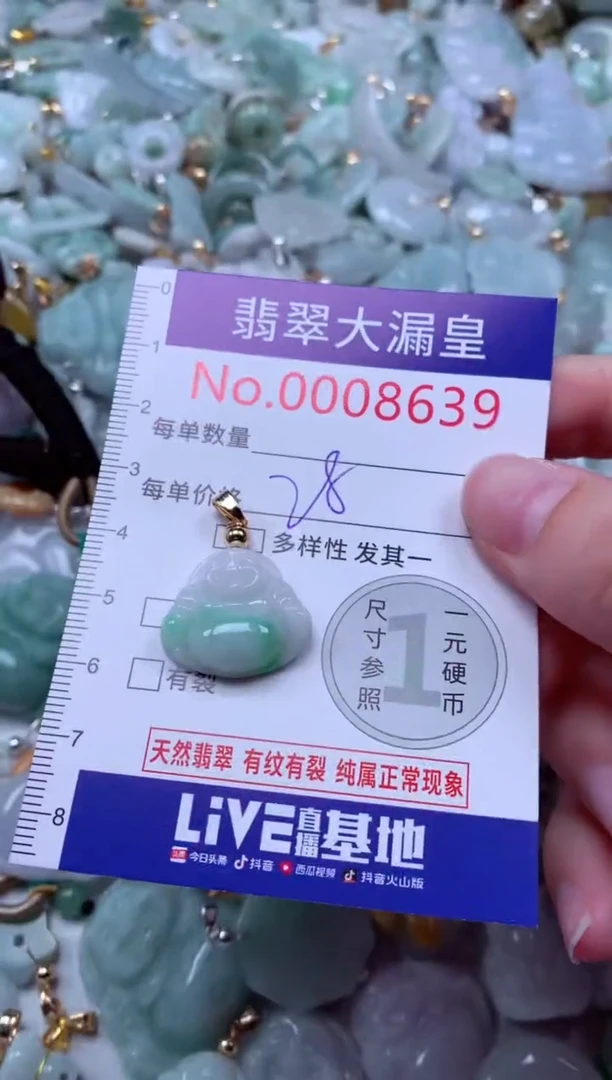 翡翠大漏皇
No.0008639
每单数量
每单价格
28
多样性 发其一
有裂
尺寸参照
1
一元硬币
天然翡翠 有纹有裂 纯属正常现象
LiVE直播基地
头条 今日头条 抖音 西瓜视频 抖音火山版
0
1
2
3
4
5
6
7
8